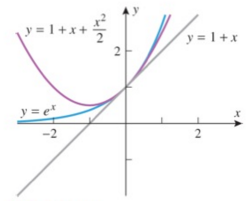 y
y = 1 + x + x²/2
2
y = 1 + x
y = eˣ
x
−2
2